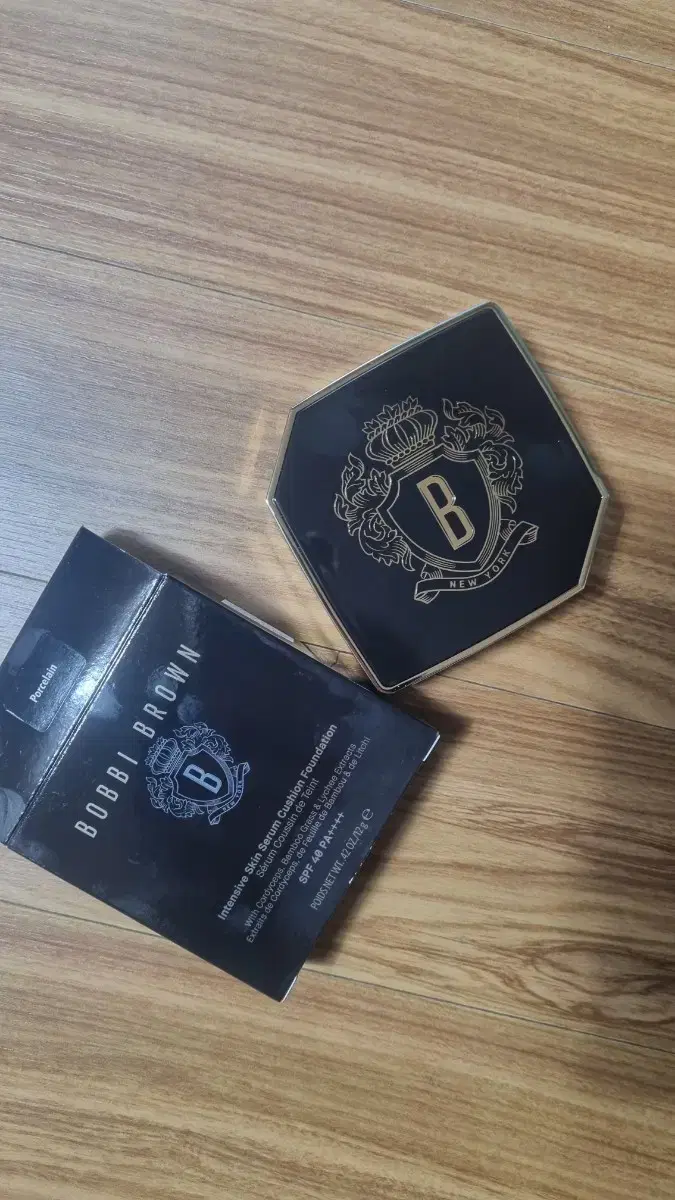 B
NEW YORK
Porcelain
BOBBI BROWN
B
NEW YORK
Intensive Skin Serum Cushion Foundation
Sérum Coussin de Teint
With Cordyceps, Bamboo Grass & Lychee Extracts
Extraits de Cordyceps, de Feuille de Bambou & de Litchi
SPF 40 PA++++
POIDS NET WT. .42 OZ./12 g ℮